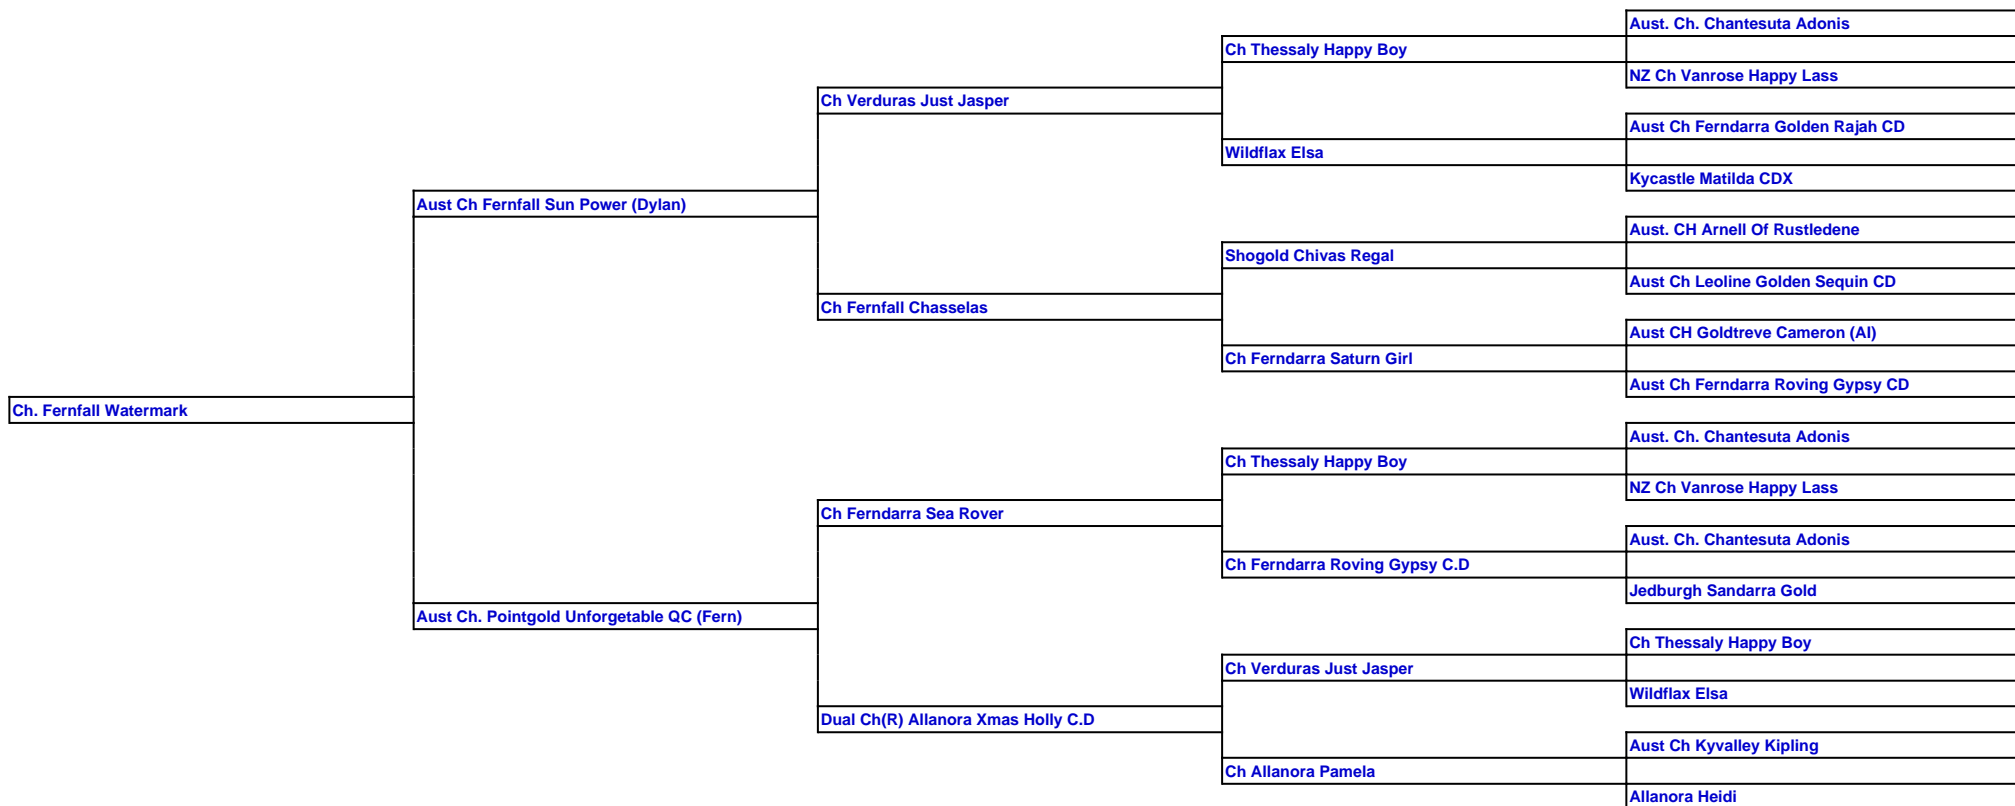 Aust. Ch. Chantesuta Adonis
Ch Thessaly Happy Boy
NZ Ch Vanrose Happy Lass
Ch Verduras Just Jasper
Aust Ch Ferndarra Golden Rajah CD
Wildflax Elsa
Kycastle Matilda CDX
Aust Ch Fernfall Sun Power (Dylan)
Aust. CH Arnell Of Rustledene
Shogold Chivas Regal
Aust Ch Leoline Golden Sequin CD
Ch Fernfall Chasselas
Aust CH Goldtreve Cameron (AI)
Ch Ferndarra Saturn Girl
Aust Ch Ferndarra Roving Gypsy CD
Ch. Fernfall Watermark
Aust. Ch. Chantesuta Adonis
Ch Thessaly Happy Boy
NZ Ch Vanrose Happy Lass
Ch Ferndarra Sea Rover
Aust. Ch. Chantesuta Adonis
Ch Ferndarra Roving Gypsy C.D
Jedburgh Sandarra Gold
Aust Ch. Pointgold Unforgetable QC (Fern)
Ch Thessaly Happy Boy
Ch Verduras Just Jasper
Wildflax Elsa
Dual Ch(R) Allanora Xmas Holly C.D
Aust Ch Kyvalley Kipling
Ch Allanora Pamela
Allanora Heidi